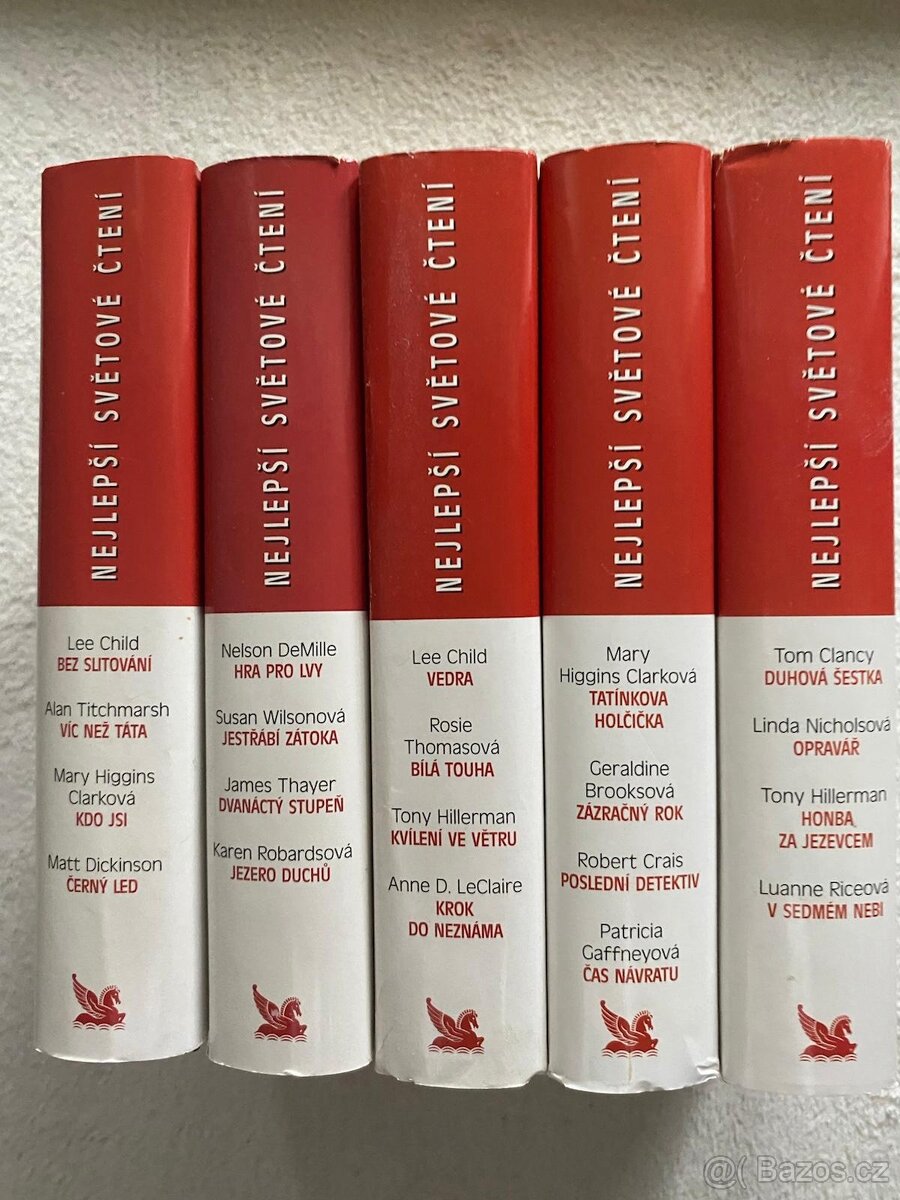 NEJLEPŠÍ SVĚTOVÉ ČTENÍ
Lee Child
BEZ SLITOVÁNÍ
Alan Titchmarsh
VÍC NEŽ TÁTA
Mary Higgins
Clarková
KDO JSI
Matt Dickinson
ČERNÝ LED
NEJLEPŠÍ SVĚTOVÉ ČTENÍ
Nelson DeMille
HRA PRO LVY
Susan Wilsonová
JESTŘÁBÍ ZÁTOKA
James Thayer
DVANÁCTÝ STUPEŇ
Karen Robardsová
JEZERO DUCHŮ
NEJLEPŠÍ SVĚTOVÉ ČTENÍ
Lee Child
VEDRA
Rosie
Thomasová
BÍLÁ TOUHA
Tony Hillerman
KVÍLENÍ VE VĚTRU
Anne D. LeClaire
KROK
DO NEZNÁMA
NEJLEPŠÍ SVĚTOVÉ ČTENÍ
Mary
Higgins Clarková
TATÍNKOVA
HOLČIČKA
Geraldine
Brooksová
ZÁZRAČNÝ ROK
Robert Crais
POSLEDNÍ DETEKTIV
Patricia
Gaffneyová
ČAS NÁVRATU
NEJLEPŠÍ SVĚTOVÉ ČTENÍ
Tom Clancy
DUHOVÁ ŠESTKA
Linda Nicholsová
OPRAVÁŘ
Tony Hillerman
HONBA
ZA JEZEVCEM
Luanne Riceová
V SEDMÉM NEBI
@( Bazos.cz